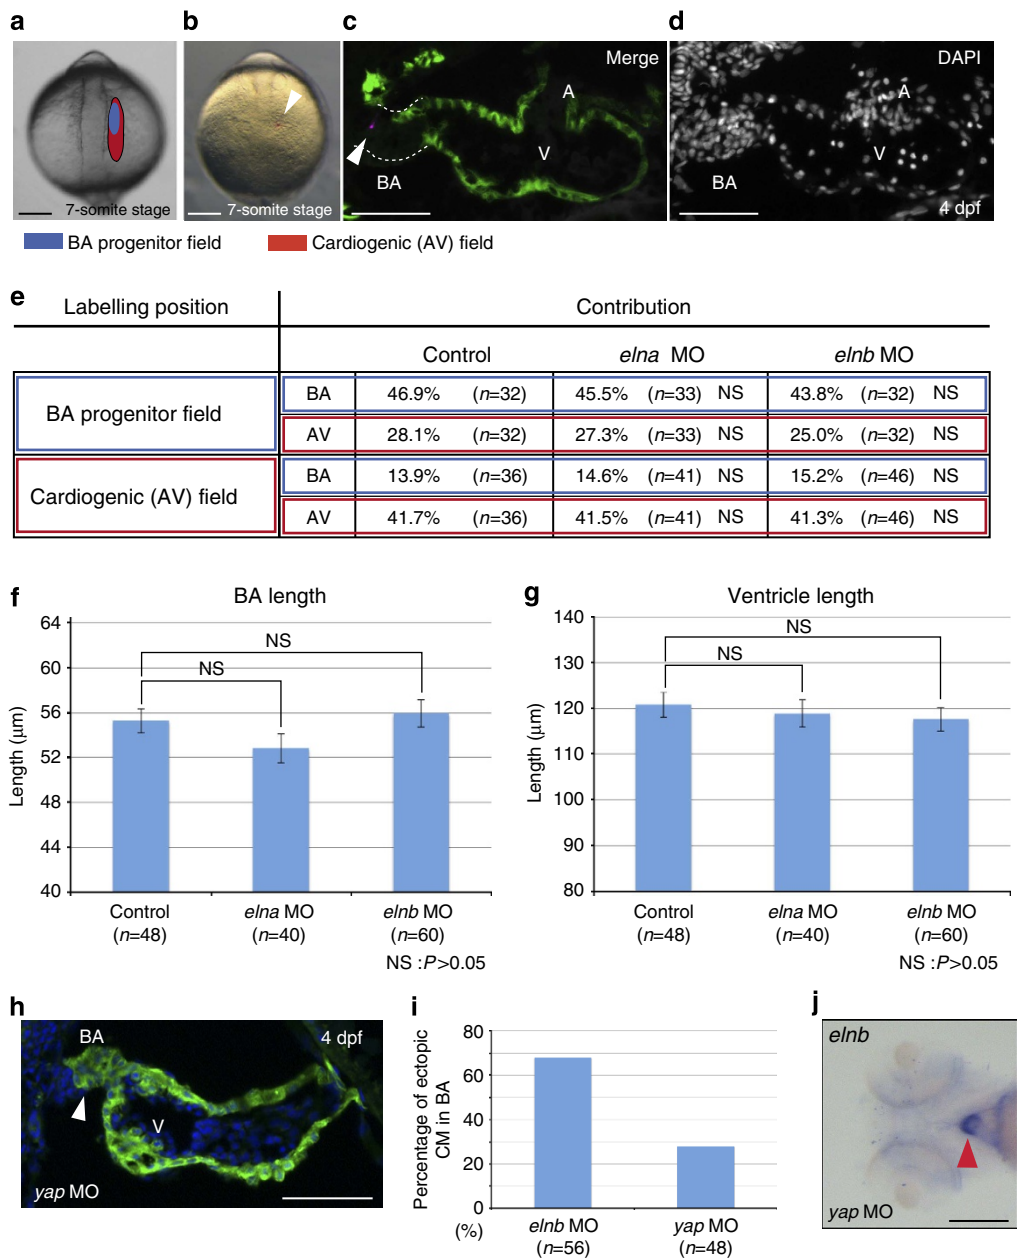 a
b
c
d
7-somite stage
7-somite stage
Merge
A
V
BA
DAPI
A
V
BA
4 dpf
BA progenitor field
Cardiogenic (AV) field
e
Labelling position
Contribution
Control
elna MO
elnb MO
BA progenitor field
BA 46.9% (n=32) 45.5% (n=33) NS 43.8% (n=32) NS
AV 28.1% (n=32) 27.3% (n=33) NS 25.0% (n=32) NS
Cardiogenic (AV) field
BA 13.9% (n=36) 14.6% (n=41) NS 15.2% (n=46) NS
AV 41.7% (n=36) 41.5% (n=41) NS 41.3% (n=46) NS
f
BA length
Length (μm)
64
60
56
52
48
44
40
NS
NS
Control
(n=48)
elna MO
(n=40)
elnb MO
(n=60)
NS :P>0.05
g
Ventricle length
Length (μm)
140
130
120
110
100
90
80
NS
NS
Control
(n=48)
elna MO
(n=40)
elnb MO
(n=60)
NS :P>0.05
h
BA
4 dpf
V
yap MO
i
Percentage of ectopic
CM in BA
80
60
40
20
0
(%)
elnb MO
(n=56)
yap MO
(n=48)
j
elnb
yap MO